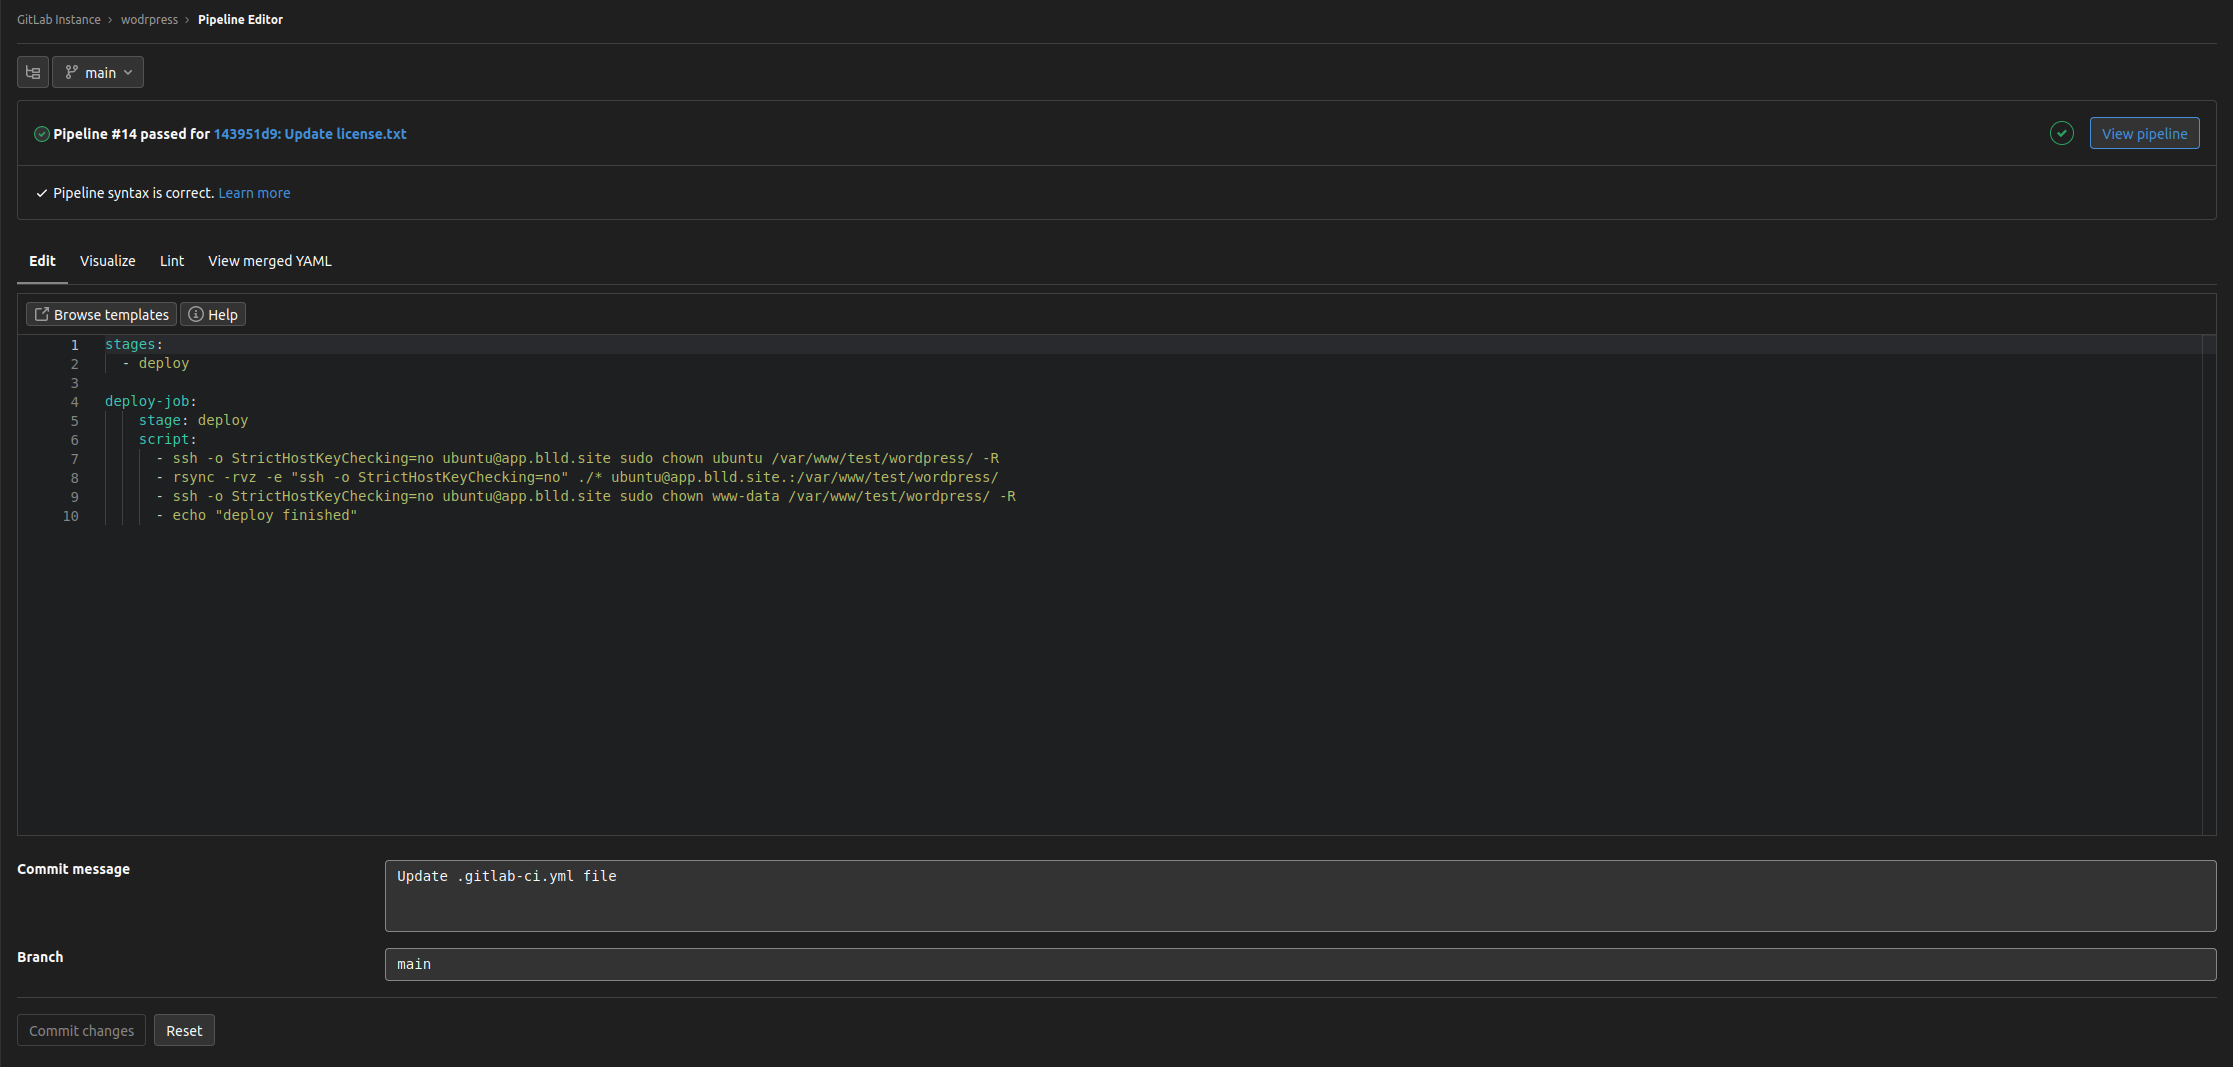 GitLab Instance › wodrpress › Pipeline Editor
main
Pipeline #14 passed for 143951d9: Update license.txt
View pipeline
Pipeline syntax is correct. Learn more
Edit Visualize Lint View merged YAML
Browse templates Help
1 stages:
2   - deploy
3
4 deploy-job:
5     stage: deploy
6     script:
7       - ssh -o StrictHostKeyChecking=no ubuntu@app.blld.site sudo chown ubuntu /var/www/test/wordpress/ -R
8       - rsync -rvz -e "ssh -o StrictHostKeyChecking=no" ./* ubuntu@app.blld.site.:/var/www/test/wordpress/
9       - ssh -o StrictHostKeyChecking=no ubuntu@app.blld.site sudo chown www-data /var/www/test/wordpress/ -R
10       - echo "deploy finished"
Commit message
Update .gitlab-ci.yml file
Branch
main
Commit changes Reset